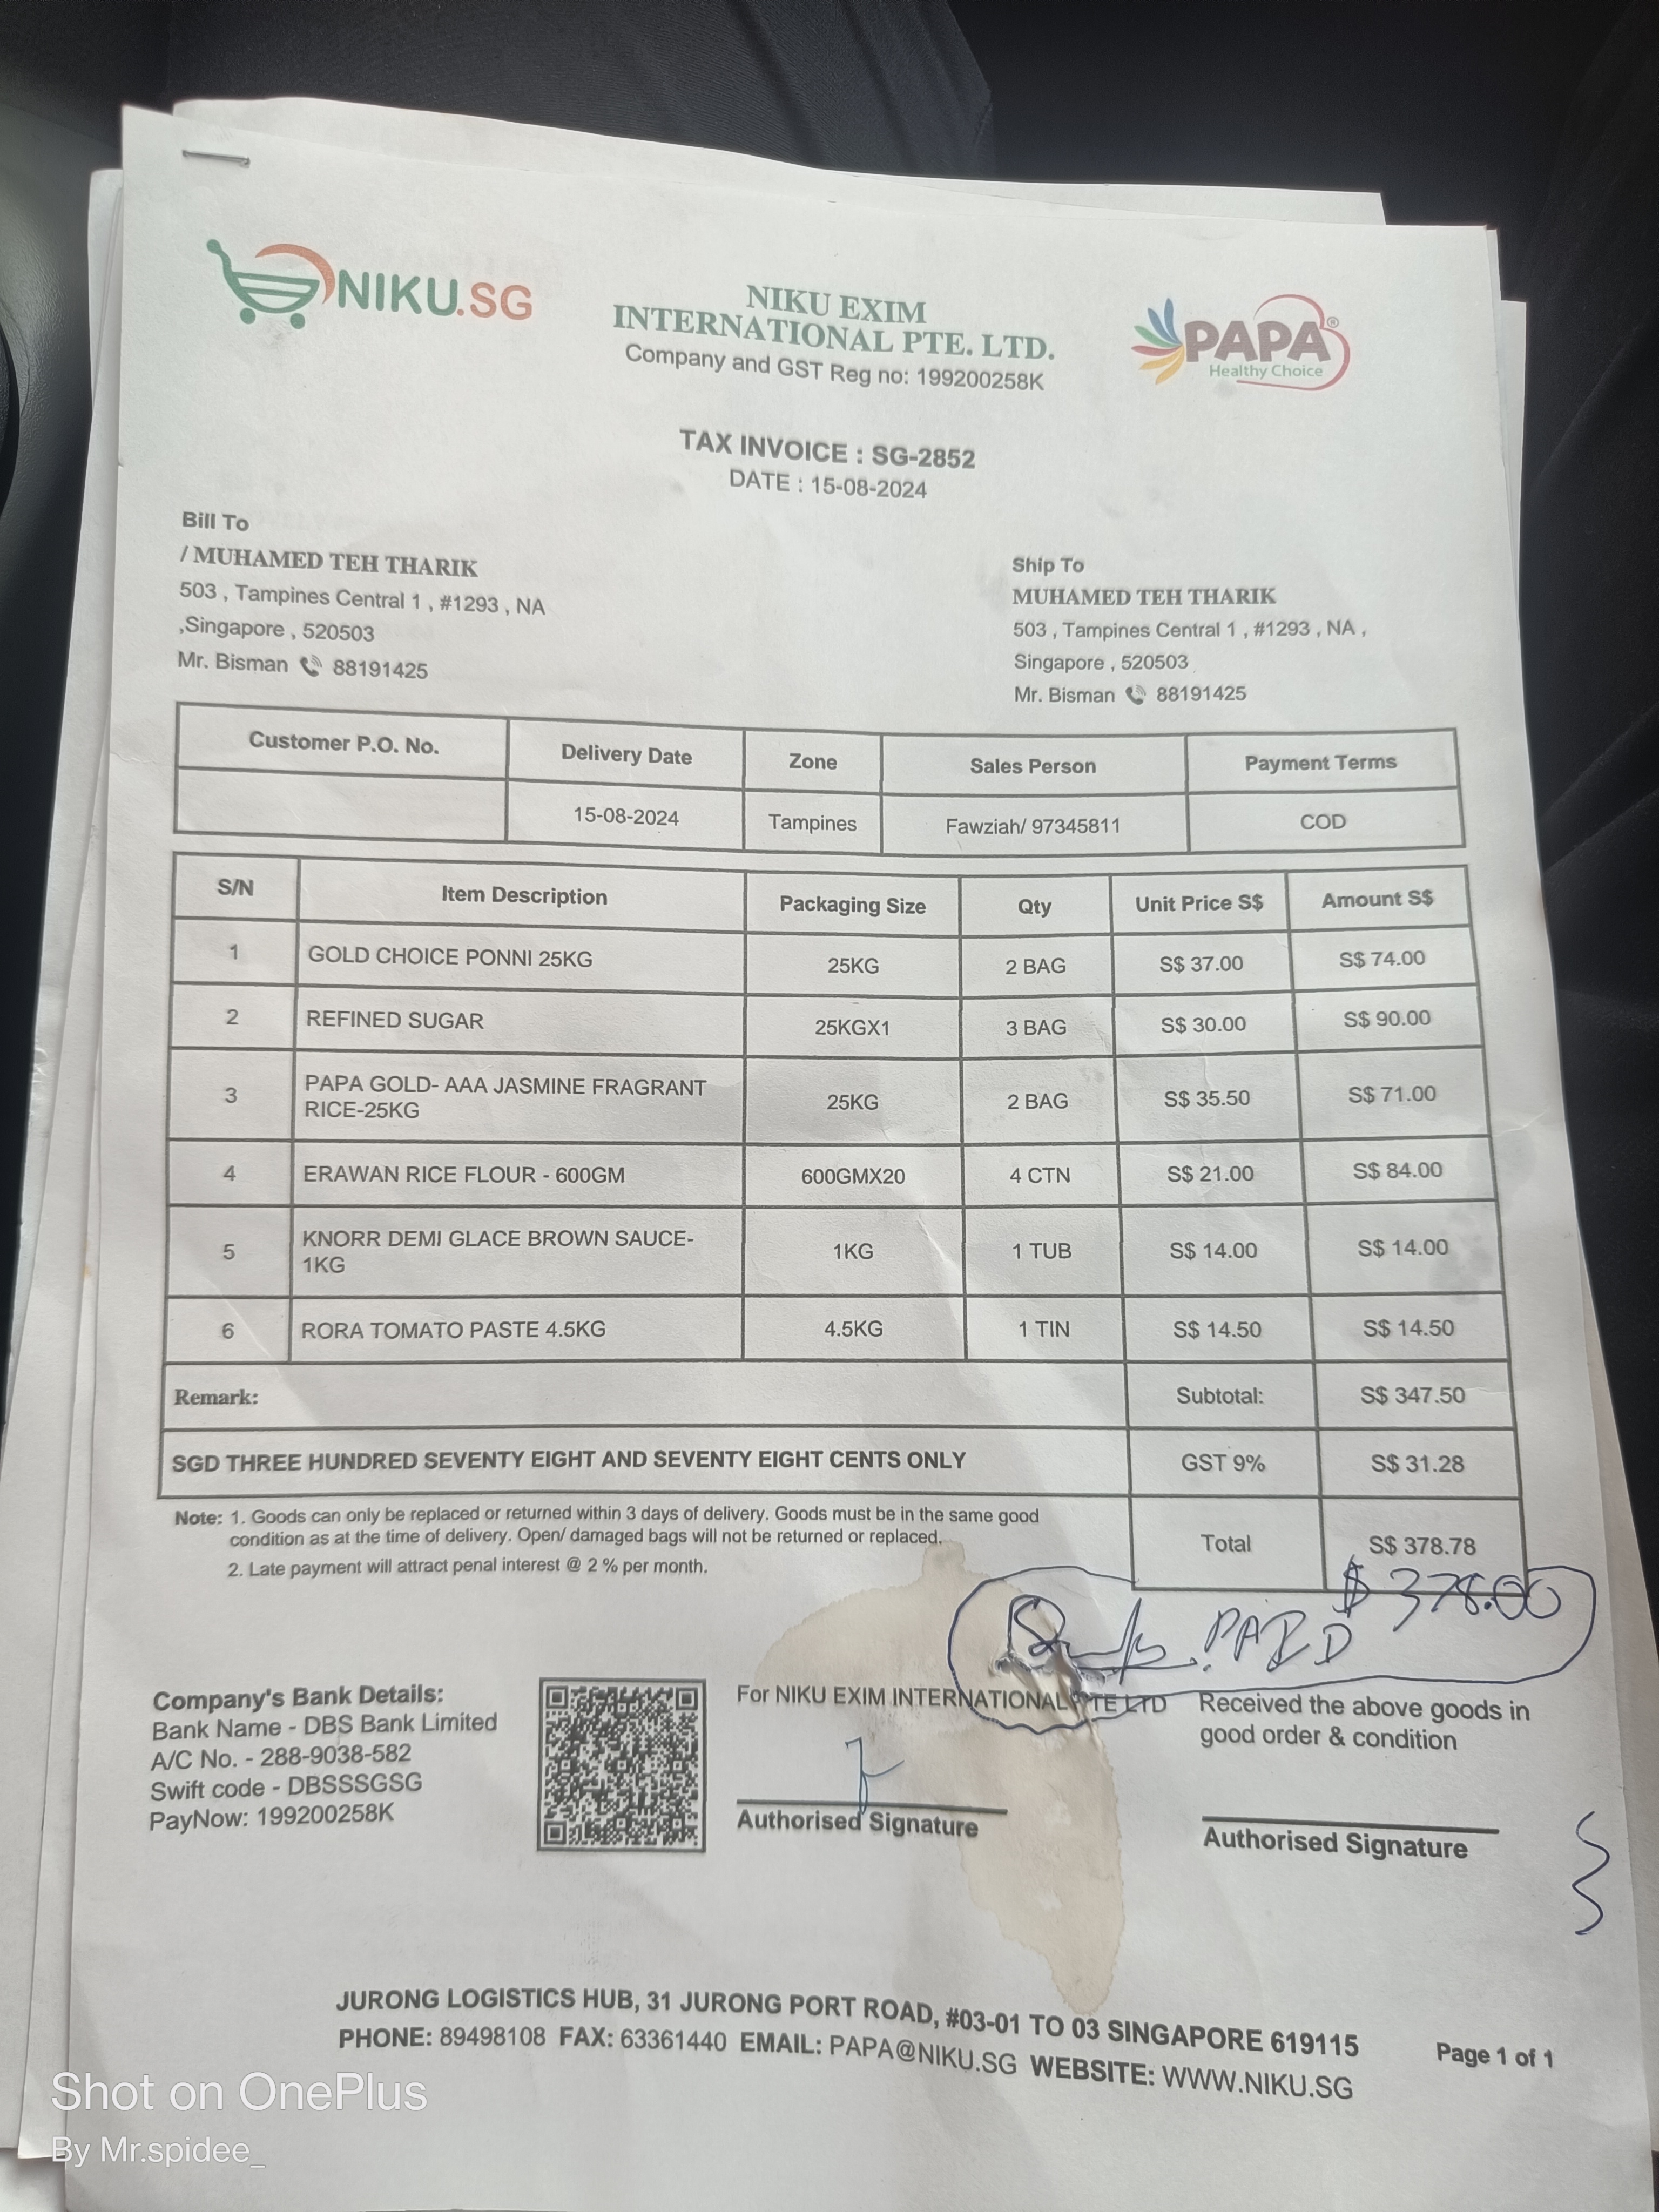 NIKU.SG
NIKU EXIM
INTERNATIONAL PTE. LTD.
Company and GST Reg no: 199200258K
PAPA®
Healthy Choice
TAX INVOICE : SG-2852
DATE : 15-08-2024
Bill To
/ MUHAMED TEH THARIK
503 , Tampines Central 1 , #1293 , NA
,Singapore , 520503
Mr. Bisman 88191425
Ship To
MUHAMED TEH THARIK
503 , Tampines Central 1 , #1293 , NA ,
Singapore , 520503
Mr. Bisman 88191425
Customer P.O. No. Delivery Date Zone Sales Person Payment Terms
15-08-2024 Tampines Fawziah/ 97345811 COD
S/N Item Description Packaging Size Qty Unit Price S$ Amount S$
1 GOLD CHOICE PONNI 25KG 25KG 2 BAG S$ 37.00 S$ 74.00
2 REFINED SUGAR 25KGX1 3 BAG S$ 30.00 S$ 90.00
3 PAPA GOLD- AAA JASMINE FRAGRANT
RICE-25KG 25KG 2 BAG S$ 35.50 S$ 71.00
4 ERAWAN RICE FLOUR - 600GM 600GMX20 4 CTN S$ 21.00 S$ 84.00
5 KNORR DEMI GLACE BROWN SAUCE-
1KG 1KG 1 TUB S$ 14.00 S$ 14.00
6 RORA TOMATO PASTE 4.5KG 4.5KG 1 TIN S$ 14.50 S$ 14.50
Remark: Subtotal: S$ 347.50
SGD THREE HUNDRED SEVENTY EIGHT AND SEVENTY EIGHT CENTS ONLY GST 9% S$ 31.28
Note: 1. Goods can only be replaced or returned within 3 days of delivery. Goods must be in the same good
condition as at the time of delivery. Open/ damaged bags will not be returned or replaced.
2. Late payment will attract penal interest @ 2 % per month.
Total S$ 378.78
$ 378.00
PAID
Company's Bank Details:
Bank Name - DBS Bank Limited
A/C No. - 288-9038-582
Swift code - DBSSSGSG
PayNow: 199200258K
For NIKU EXIM INTERNATIONAL PTE LTD
Authorised Signature
Received the above goods in
good order & condition
Authorised Signature
JURONG LOGISTICS HUB, 31 JURONG PORT ROAD, #03-01 TO 03 SINGAPORE 619115
PHONE: 89498108 FAX: 63361440 EMAIL: PAPA@NIKU.SG WEBSITE: WWW.NIKU.SG
Page 1 of 1
Shot on OnePlus
By Mr.spidee_